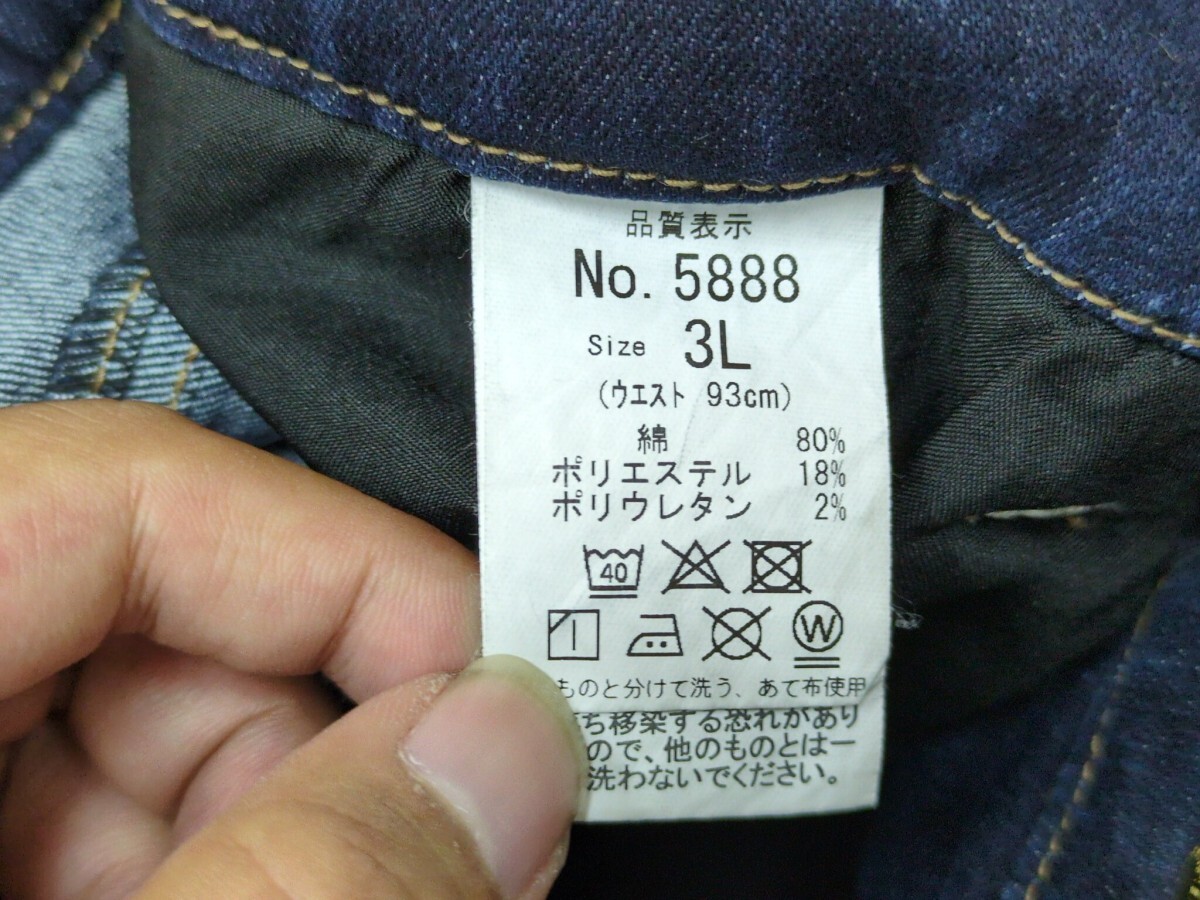 品質表示
No. 5888
Size 3L
(ウエスト 93cm)
綿 80%
ポリエステル 18%
ポリウレタン 2%
40
W
ものと分けて洗う、あて布使用
ち移染する恐れがあり
ので、他のものとは一
洗わないでください。